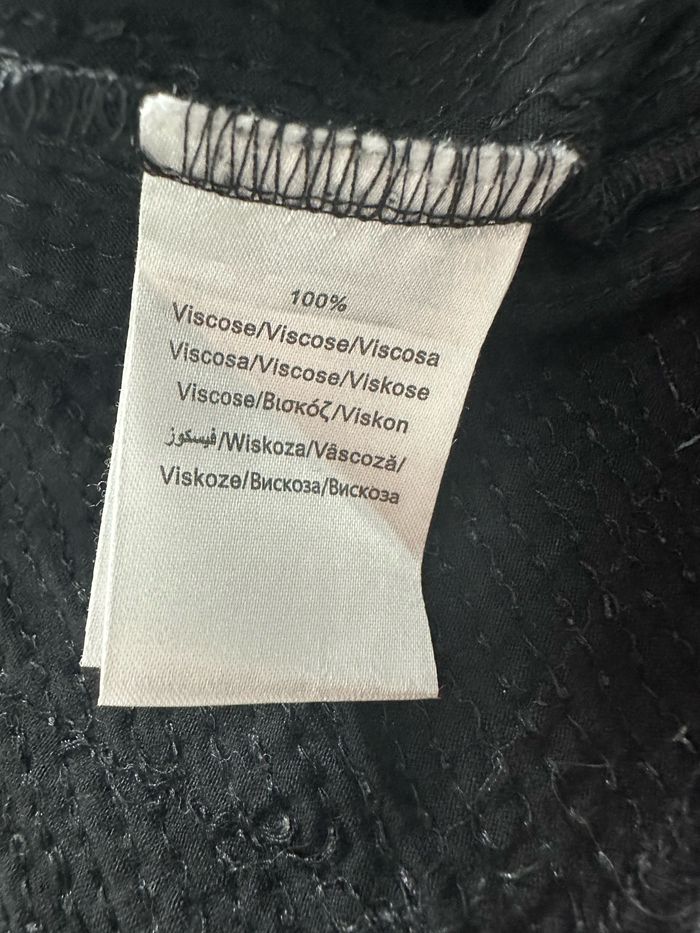 100%
Viscose/Viscose/Viscosa
Viscosa/Viscose/Viskose
Viscose/Βισκόζ/Viskon
فيسكوز/Wiskoza/Vâscoză/
Viskoze/Вискоза/Вискоза